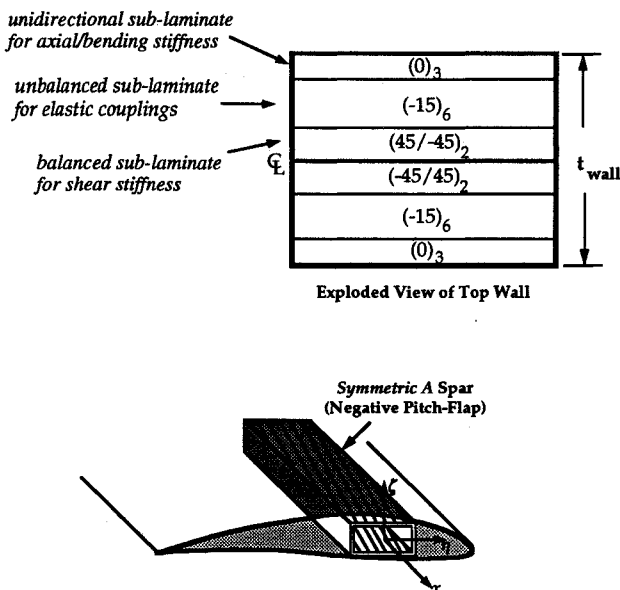 unidirectional sub-laminate
for axial/bending stiffness
unbalanced sub-laminate
for elastic couplings
balanced sub-laminate
for shear stiffness
℄
(0)3
(-15)6
(45/-45)2
(-45/45)2
(-15)6
(0)3
t wall
Exploded View of Top Wall
Symmetric A Spar
(Negative Pitch-Flap)
ζ